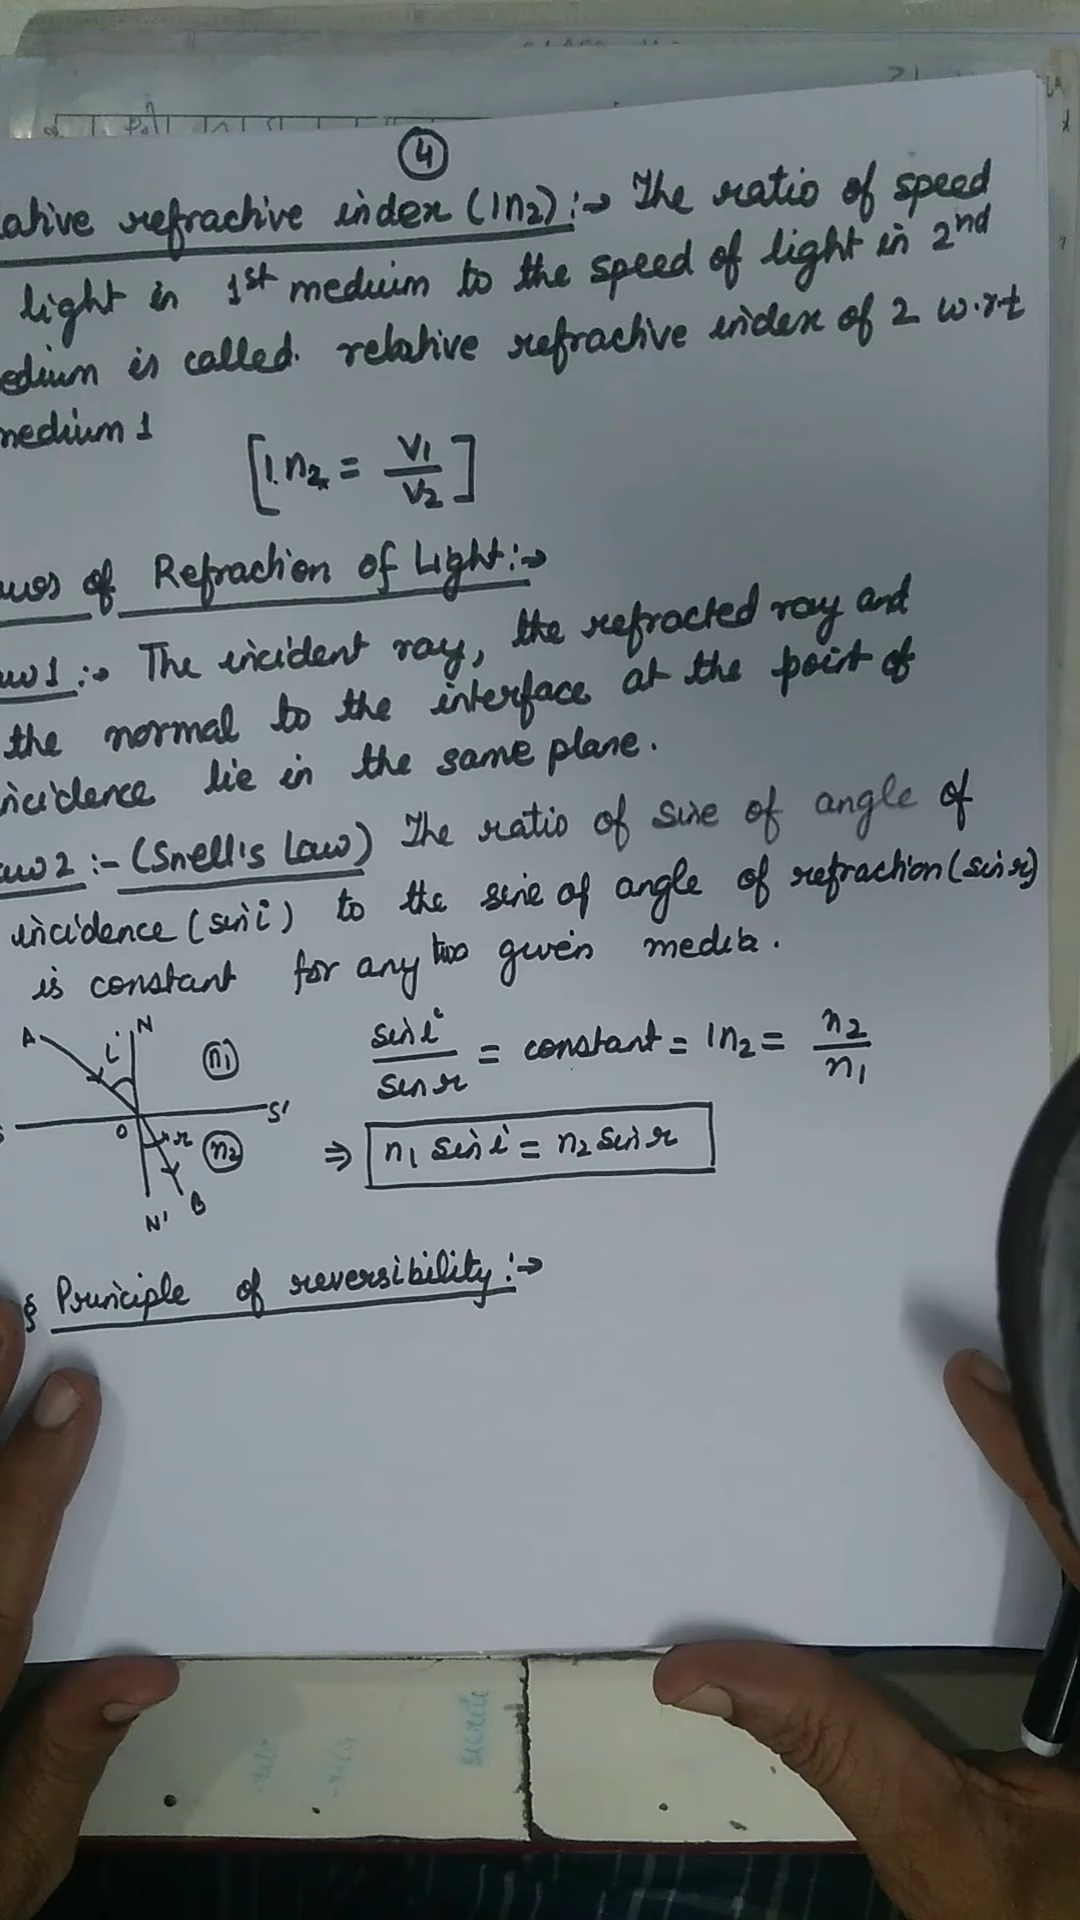 4
ative refractive index (1n2) :→ The ratio of speed
light in 1st medium to the speed of light in 2nd
edium is called. relative refractive index of 2 w.r.t
medium 1
[1n2 = V1/V2]
aws of Refraction of Light :→
aw 1 :→ The incident ray, the refracted ray and
the normal to the interface at the point of
incidence lie in the same plane.
aw 2 :- (Snell's Law) The ratio of sine of angle of
incidence (sin i) to the sine of angle of refraction (sin r)
is constant for any two given media.
A i N n1
S O S'
r n2
N' B
sin i / sin r = constant = 1n2 = n2/n1
⇒ n1 sin i = n2 sin r
§ Principle of reversibility :→